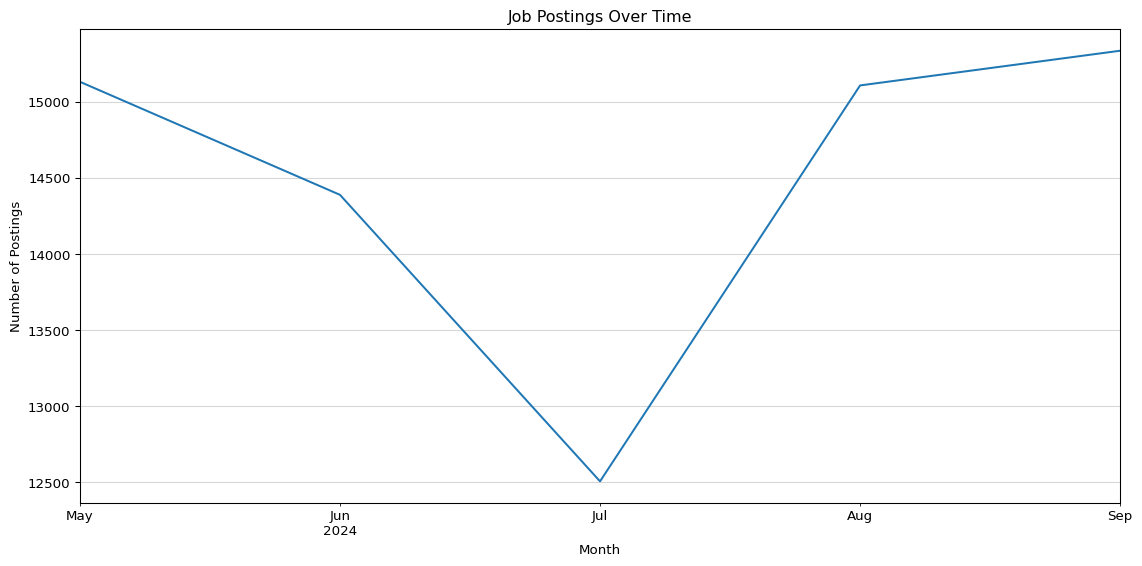 Job Postings Over Time
Number of Postings
15000
14500
14000
13500
13000
12500
May
Jun
2024
Jul
Aug
Sep
Month